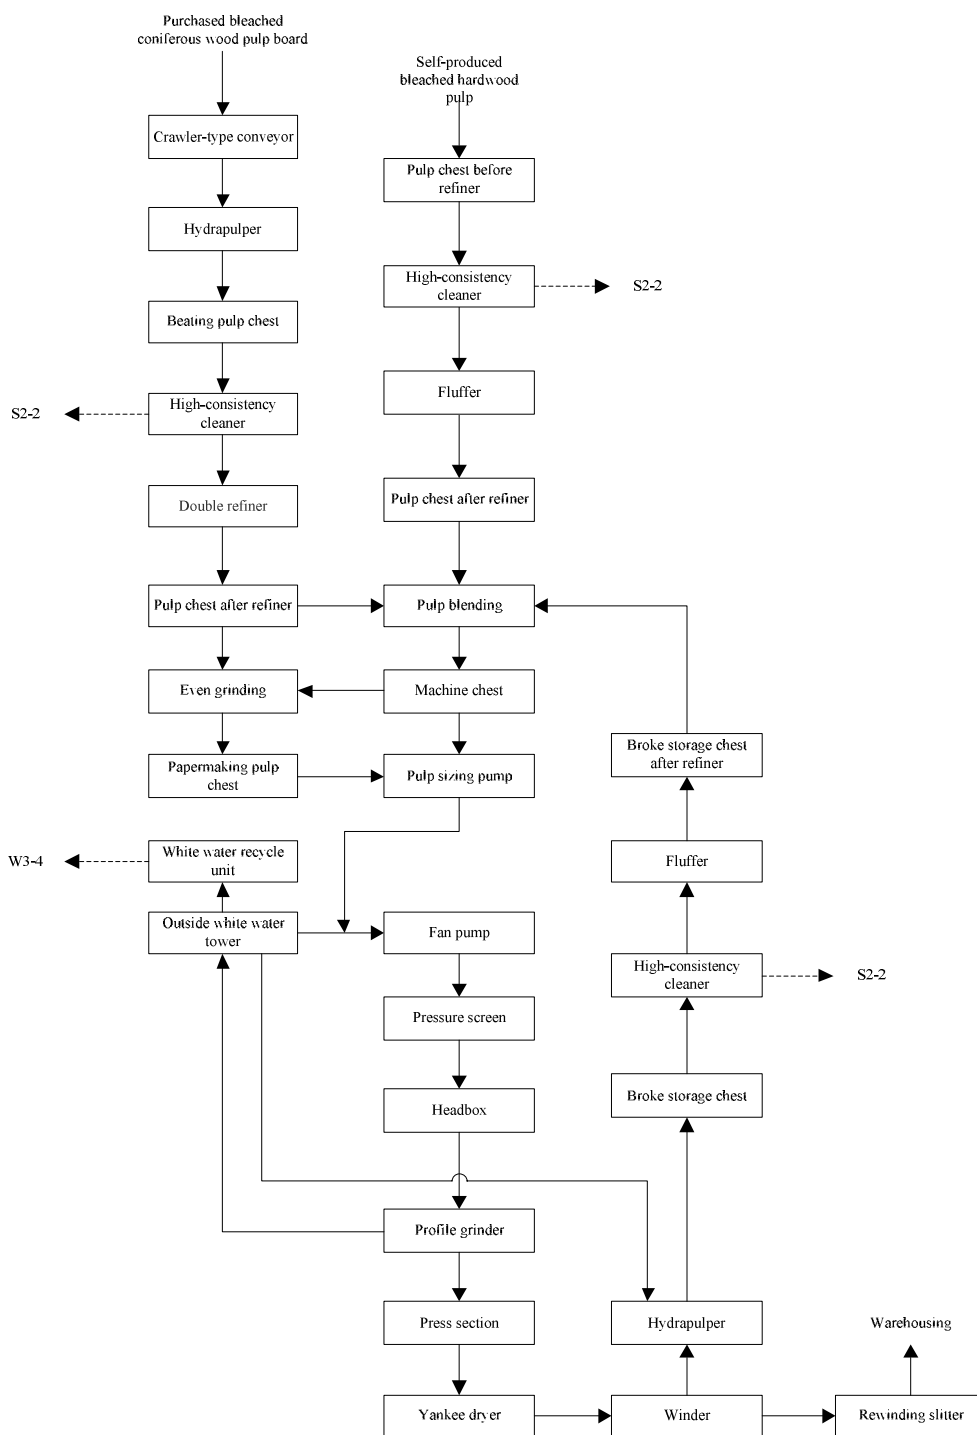 Purchased bleached
coniferous wood pulp board
Self-produced
bleached hardwood
pulp
Crawler-type conveyor
Pulp chest before
refiner
Hydrapulper
High-consistency
cleaner
S2-2
Beating pulp chest
Fluffer
S2-2
High-consistency
cleaner
Double refiner
Pulp chest after refiner
Pulp chest after refiner
Pulp blending
Even grinding
Machine chest
Broke storage chest
after refiner
Papermaking pulp
chest
Pulp sizing pump
W3-4
White water recycle
unit
Fluffer
Outside white water
tower
Fan pump
High-consistency
cleaner
S2-2
Pressure screen
Headbox
Broke storage chest
Profile grinder
Press section
Hydrapulper
Warehousing
Yankee dryer
Winder
Rewinding slitter